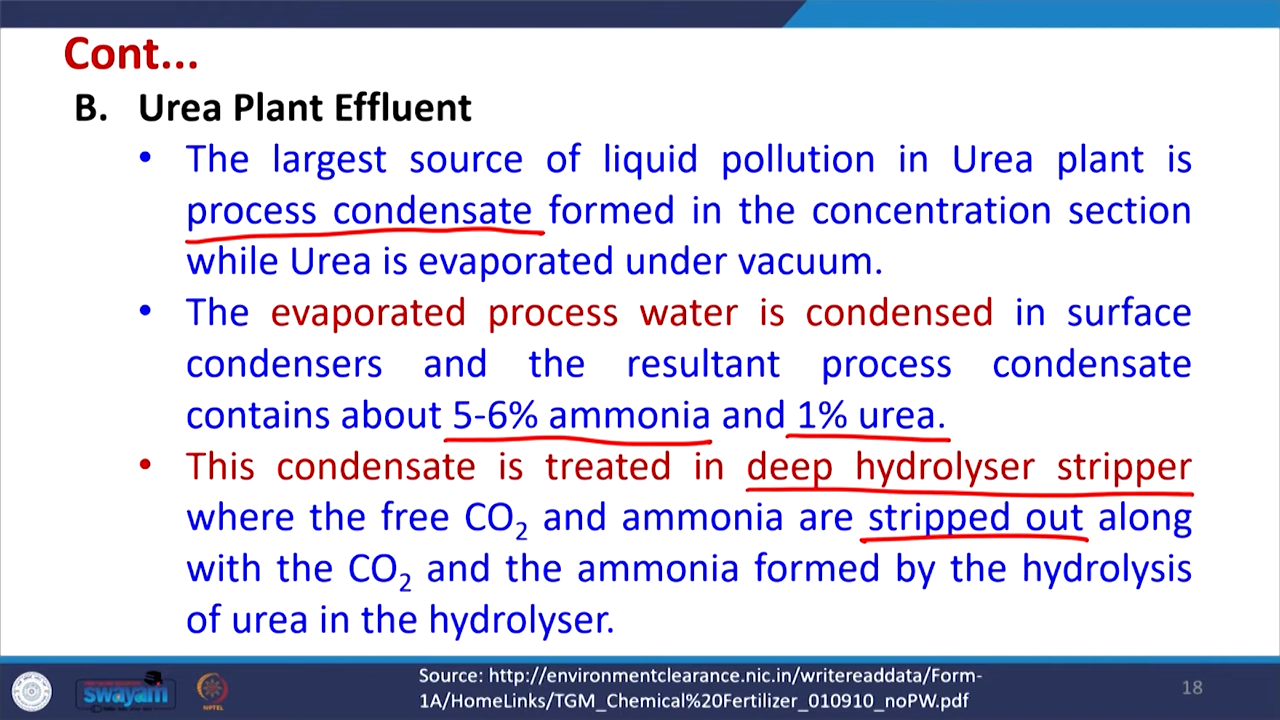 Cont...
B. Urea Plant Effluent
• The largest source of liquid pollution in Urea plant is
process condensate formed in the concentration section
while Urea is evaporated under vacuum.
• The evaporated process water is condensed in surface
condensers and the resultant process condensate
contains about 5-6% ammonia and 1% urea.
• This condensate is treated in deep hydrolyser stripper
where the free CO₂ and ammonia are stripped out along
with the CO₂ and the ammonia formed by the hydrolysis
of urea in the hydrolyser.
Source: http://environmentclearance.nic.in/writereaddata/Form-
1A/HomeLinks/TGM_Chemical%20Fertilizer_010910_noPW.pdf
18
swayam
NPTEL